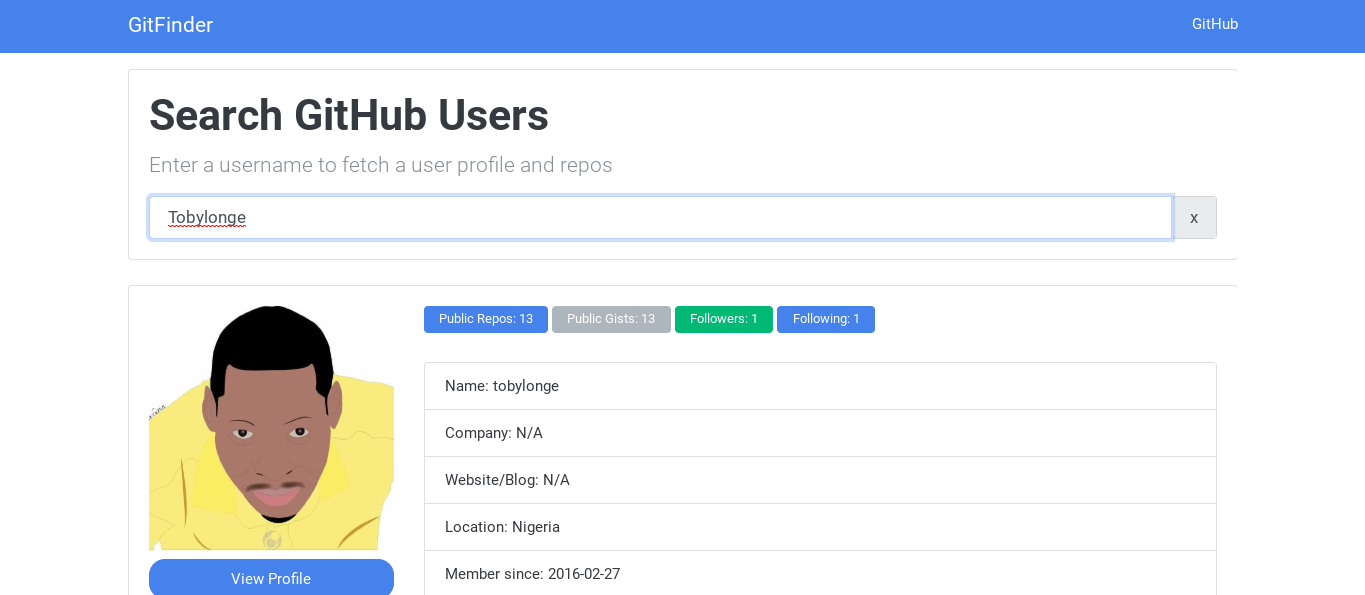 GitFinder
GitHub
Search GitHub Users
Enter a username to fetch a user profile and repos
Tobylonge
x
Public Repos: 13
Public Gists: 13
Followers: 1
Following: 1
Name: tobylonge
Company: N/A
Website/Blog: N/A
Location: Nigeria
Member since: 2016-02-27
View Profile